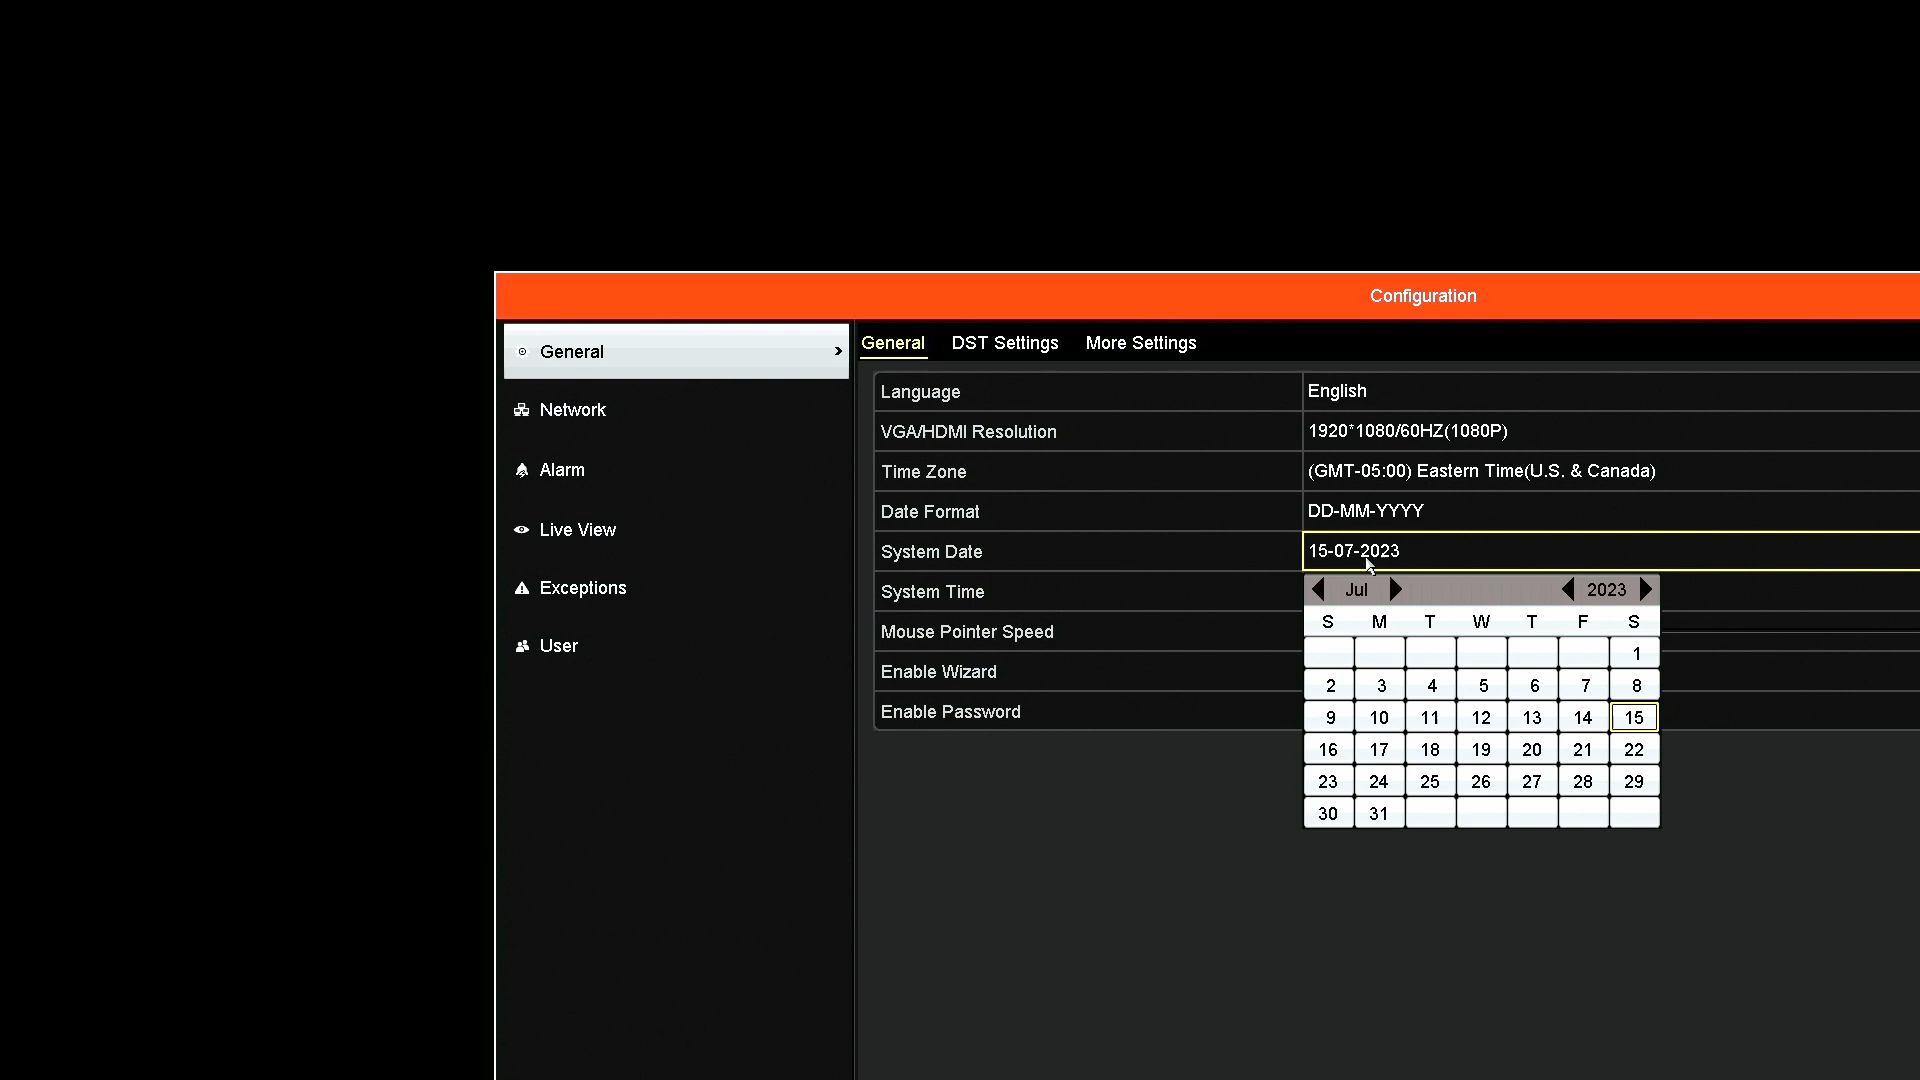 Configuration
General
Network
Alarm
Live View
Exceptions
User
General DST Settings More Settings
Language English
VGA/HDMI Resolution 1920*1080/60HZ(1080P)
Time Zone (GMT-05:00) Eastern Time(U.S. & Canada)
Date Format DD-MM-YYYY
System Date 15-07-2023
System Time
Mouse Pointer Speed
Enable Wizard
Enable Password
Jul 2023
S M T W T F S
1
2 3 4 5 6 7 8
9 10 11 12 13 14 15
16 17 18 19 20 21 22
23 24 25 26 27 28 29
30 31